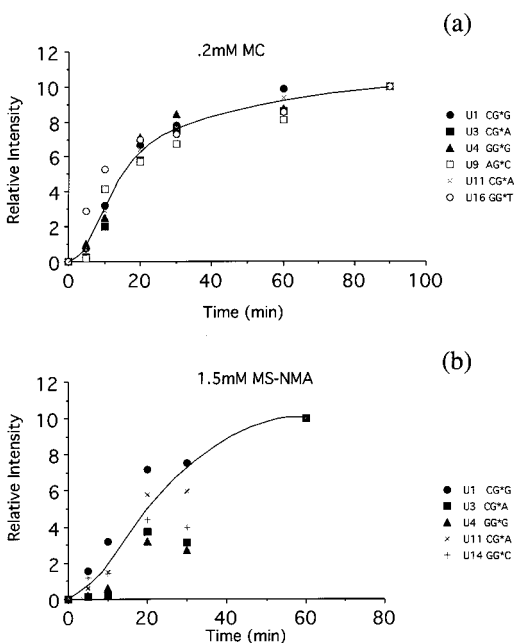 (a)
.2mM MC
Relative Intensity
12
10
8
6
4
2
0
0 20 40 60 80 100
Time (min)
U1 CG*G
U3 CG*A
U4 GG*G
U9 AG*C
U11 CG*A
U16 GG*T
(b)
1.5mM MS-NMA
Relative Intensity
12
10
8
6
4
2
0
0 20 40 60 80
Time (min)
U1 CG*G
U3 CG*A
U4 GG*G
U11 CG*A
U14 GG*C